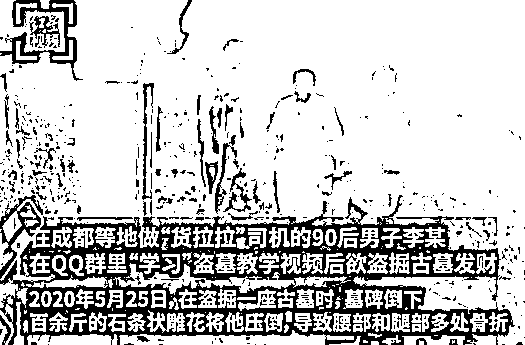 红星
视频
在成都等地做“货拉拉”司机的90后男子李某
在QQ群里“学习”盗墓教学视频后欲盗掘古墓发财
2020年5月25日,在盗掘一座古墓时,墓碑倒下
百余斤的石条状雕花将他压倒,导致腰部和腿部多处骨折